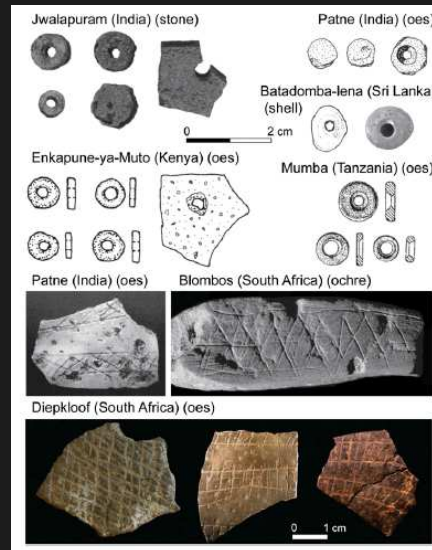 Jwalapuram (India) (stone)
Patne (India) (oes)
Batadomba-lena (Sri Lanka
(shell)
0 2 cm
Enkapune-ya-Muto (Kenya) (oes)
Mumba (Tanzania) (oes)
Patne (India) (oes)
Blombos (South Africa) (ochre)
Diepkloof (South Africa) (oes)
0 1 cm